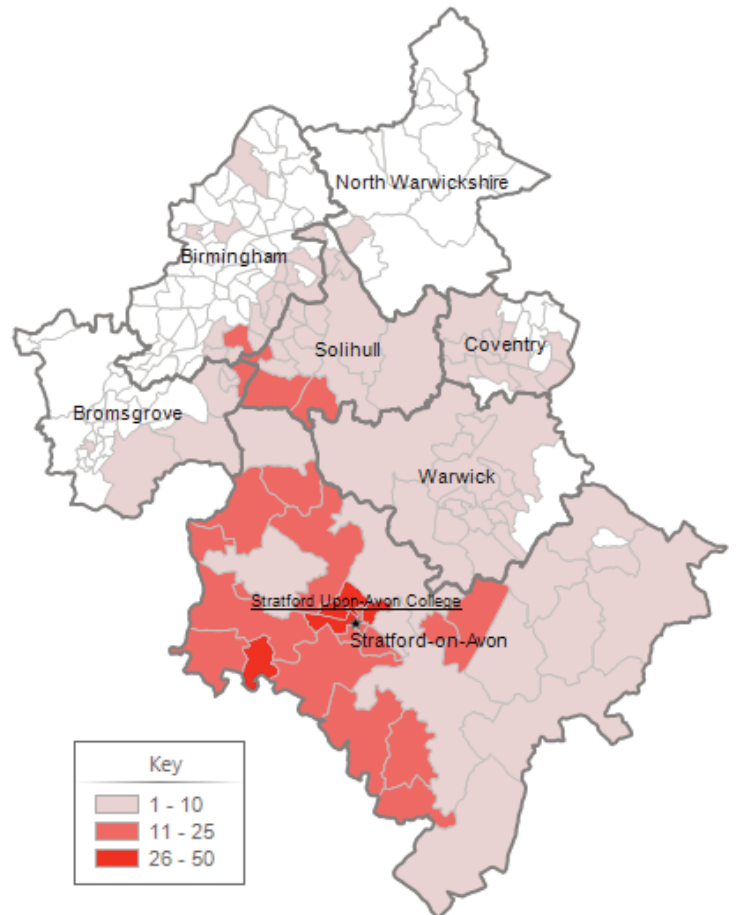 North Warwickshire
Birmingham
Solihull
Coventry
Bromsgrove
Warwick
Stratford Upon-Avon College
Stratford-on-Avon
Key
1 - 10
11 - 25
26 - 50